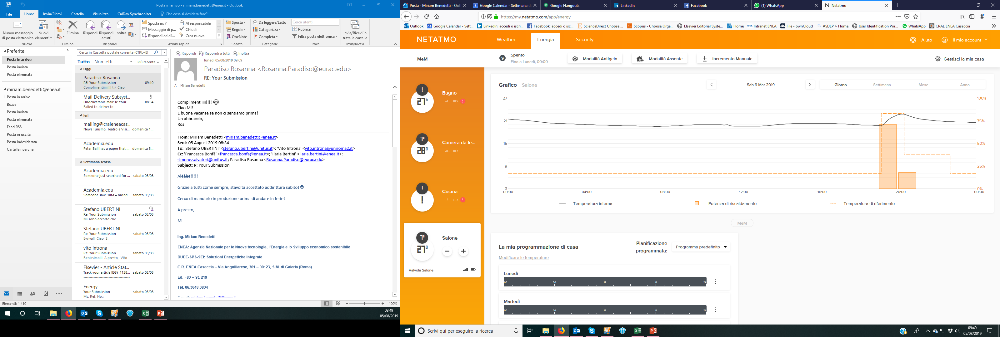 Posta in arrivo - miriam.benedetti@enea.it - Outlook
File Home Invia/Ricevi Cartella Visualizza CalDav Synchronizer Che cosa si desidera fare?
Nuovo messaggio di posta elettronica
Nuovi elementi
Nuovo
Elimina
Elimina
Rispondi Rispondi a tutti Inoltra
Rispondi
Sposta in: ? Al responsabile
Messaggio di p... Chiudi
Rispondi ed eli... Crea nuova
Azioni rapide
Sposta
Regole
OneNote
Sposta
Da leggere/Letto
Categorizza
Completa
Categorie
Cerca utenti
Rubrica
Filtra posta elettronica
Trova
Invia/Ricevi in tutte le cartelle
Invia/Ricevi
Preferite
Posta in arrivo
Posta inviata
Posta eliminata
miriam.benedetti@enea.it
Posta in arrivo
Bozze
Posta inviata
Posta eliminata
Feed RSS
Posta in uscita
Posta indesiderata
Cartelle ricerche
Cerca in Cassetta postale corrente (CTRL+E)
Tutto Non letti Più recente
Oggi
Paradiso Rosanna
RE: Your Submission 09:10
Complimentiiiii!!!! ☺ Ciao
Mail Delivery Subsyst...
Undeliverable mail: R: Your ... 08:34
Failed to deliver to
Ieri
mailing@craleneacas...
News Turismo, Teatro e Visi... domenica 1...
Academia.edu
Peter Ball has a paper that ... domenica 5...
Settimana scorsa
Academia.edu
Someone just searched for ... sabato 03/08
Academia.edu
Someone saw "BIM – based... sabato 03/08
Stefano UBERTINI
Re: Your Submission sabato 03/08
Mi sono accorto che
Stefano UBERTINI
Re: Your Submission sabato 03/08
Evviva!! Ciao S.
vito introna
Re: Your Submission sabato 03/08
Benissimo!!! A presto, Vito
Elsevier - Article Stat...
Track your article [EGY_1158... sabato 03/08
Energy
Your Submission sabato 03/08
Ms. Ref. No.:
Elementi: 1.410
Rispondi Rispondi a tutti Inoltra
lunedì 05/08/2019 09:09
Paradiso Rosanna <Rosanna.Paradiso@eurac.edu>
RE: Your Submission
A Miriam Benedetti
Complimentiiiii!!!! 
Ciao Mi!
E buone vacanze se non ci sentiamo prima!
Un abbraccio,
Ros
From: Miriam Benedetti <miriam.benedetti@enea.it>
Sent: 05 August 2019 08:34
To: 'Stefano UBERTINI' <stefano.ubertini@unitus.it>; 'Vito Introna' <vito.introna@uniroma2.it>
Cc: 'Francesca Bonfà' <francesca.bonfa@enea.it>; 'Ilaria Bertini' <ilaria.bertini@enea.it>;
simone.salvatori@unitus.it; Paradiso Rosanna <Rosanna.Paradiso@eurac.edu>
Subject: R: Your Submission
Alèèèè!!!!!
Grazie a tutti come sempre, stavolta accettato addirittura subito! ☺
Cerco di mandarlo in produzione prima di andare in ferie!
A presto,
Mi
Ing. Miriam Benedetti
ENEA: Agenzia Nazionale per le Nuove tecnologie, l'Energia e lo Sviluppo economico sostenibile
DUEE-SPS-SEI: Soluzioni Energetiche Integrate
C.R. ENEA Casaccia – Via Anguillarese, 301 – 00123, S.M. di Galeria (Roma)
Ed. F83 – St. 219
Tel. 06.3048.3834
E-mail: miriam.benedetti@enea.it
100%
09:49
05/08/2019
Posta - Miriam Benedetti - Out Google Calendar - Settimana d Google Hangouts LinkedIn Facebook (1) WhatsApp Netatmo
https://my.netatmo.com/app/energy
Outlook Google Calendar - Sett... LinkedIn: accedi o iscri... Facebook: accedi o isc... ScienceDirect Choose ... Scopus - Choose Orga... Elsevier Editorial Syste... Home Intranet ENEA File - ownCloud ASDEP > Home User Identification Por... WhatsApp CRAL ENEA Casaccia
NETATMO Weather Energia Security Aiuto Il mio account
MeM
S Spento
Fino a Lunedì, 00:00
Modalità Antigelo Modalità Assente Incremento Manuale Gestisci la mia casa
!
27⁵ Bagno
7⁰
28⁰ Camera da le...
!
! Cucina
7⁰
27⁰ Salone
Valvola Salone
Grafico Salone
Sab 9 Mar 2019
Giorno Settimana Mese Anno
27 100%
21 75%
15 50%
9 25%
3 0%
00:00 04:00 08:00 12:00 16:00 20:00 00:00
Temperatura interna Potenza di riscaldamento Temperatura di riferimento
MeM
La mia programmazione di casa
Modificare le temperature
Pianificazione programmata: Programma predefinito
Lunedì
00 06 12 18 24
Martedì
00 06 12 18 24
Scrivi qui per eseguire la ricerca
09:49
05/08/2019